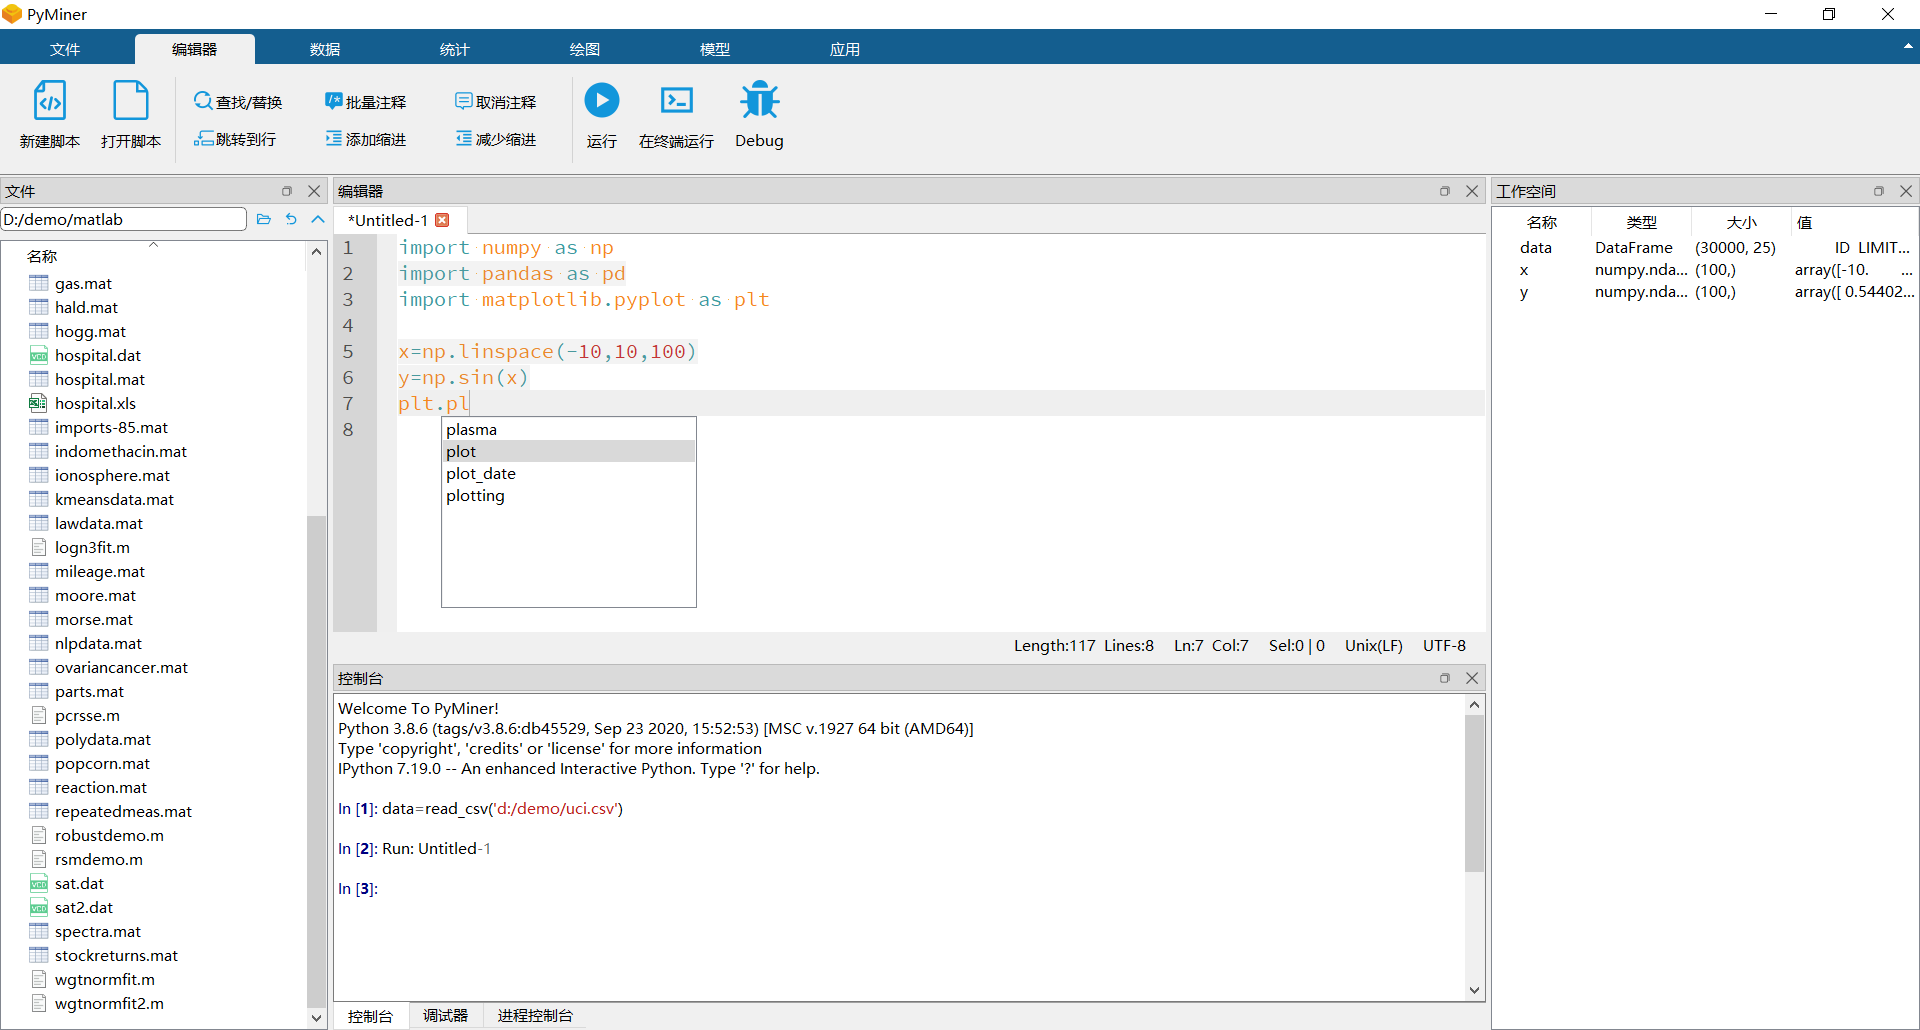 PyMiner
文件 编辑器 数据 统计 绘图 模型 应用
新建脚本 打开脚本
查找/替换 批量注释 取消注释
跳转到行 添加缩进 减少缩进
运行 在终端运行 Debug
文件
D:/demo/matlab
名称
gas.mat
hald.mat
hogg.mat
hospital.dat
hospital.mat
hospital.xls
imports-85.mat
indomethacin.mat
ionosphere.mat
kmeansdata.mat
lawdata.mat
logn3fit.m
mileage.mat
moore.mat
morse.mat
nlpdata.mat
ovariancancer.mat
parts.mat
pcrsse.m
polydata.mat
popcorn.mat
reaction.mat
repeatedmeas.mat
robustdemo.m
rsmdemo.m
sat.dat
sat2.dat
spectra.mat
stockreturns.mat
wgtnormfit.m
wgtnormfit2.m
编辑器
*Untitled-1
1 import numpy as np
2 import pandas as pd
3 import matplotlib.pyplot as plt
4
5 x=np.linspace(-10,10,100)
6 y=np.sin(x)
7 plt.pl
8
plasma
plot
plot_date
plotting
Length:117 Lines:8 Ln:7 Col:7 Sel:0 | 0 Unix(LF) UTF-8
控制台
Welcome To PyMiner!
Python 3.8.6 (tags/v3.8.6:db45529, Sep 23 2020, 15:52:53) [MSC v.1927 64 bit (AMD64)]
Type 'copyright', 'credits' or 'license' for more information
IPython 7.19.0 -- An enhanced Interactive Python. Type '?' for help.
In [1]: data=read_csv('d:/demo/uci.csv')
In [2]: Run: Untitled-1
In [3]:
控制台 调试器 进程控制台
工作空间
名称 类型 大小 值
data DataFrame (30000, 25) ID LIMIT...
x numpy.nda... (100,) array([-10. ...
y numpy.nda... (100,) array([ 0.54402...